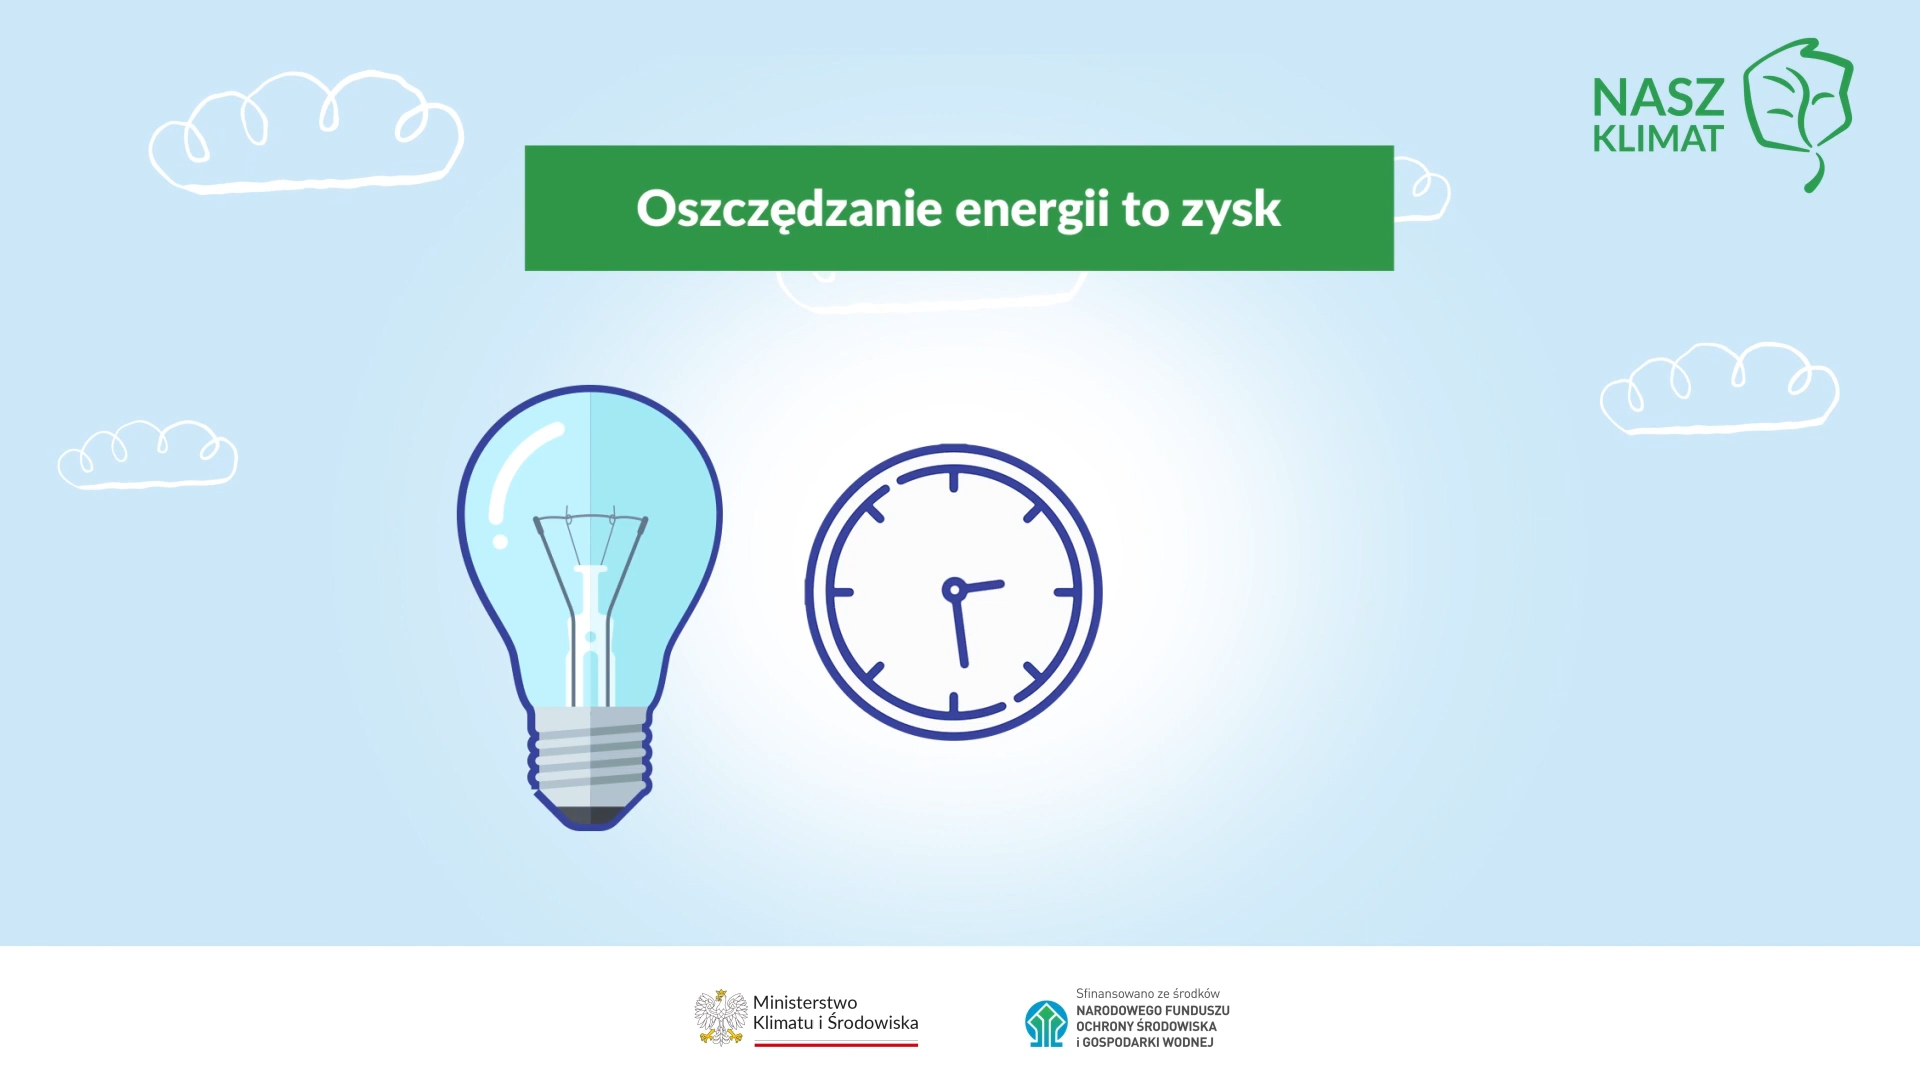 NASZ
KLIMAT
Oszczędzanie energii to zysk
Ministerstwo
Klimatu i Środowiska
Sfinansowano ze środków
NARODOWEGO FUNDUSZU
OCHRONY ŚRODOWISKA
i GOSPODARKI WODNEJ